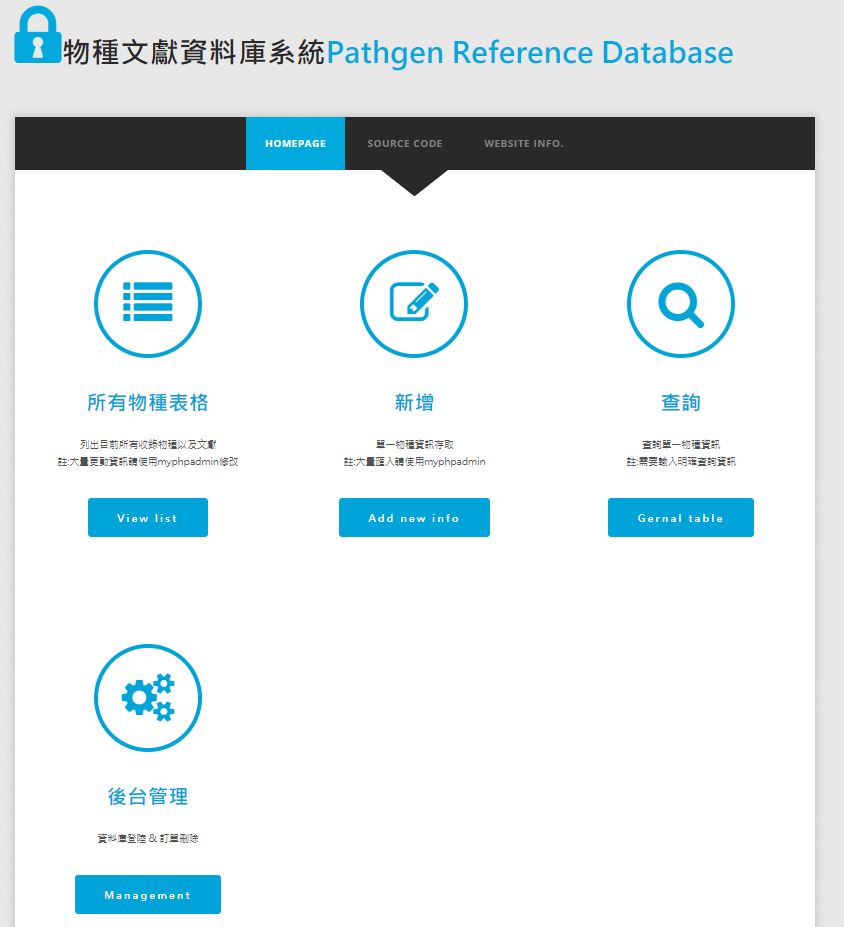 物種文獻資料庫系統Pathgen Reference Database
HOMEPAGE
SOURCE CODE
WEBSITE INFO.
所有物種表格
列出目前所有收錄物種以及文獻
註:大量更動資訊請使用myphpadmin修改
View list
新增
單一物種資訊存取
註:大量匯入請使用myphpadmin
Add new info
查詢
查詢單一物種資訊
註:需要輸入明確查詢資訊
Gernal table
後台管理
資料庫登陸 & 訂單刪除
Management